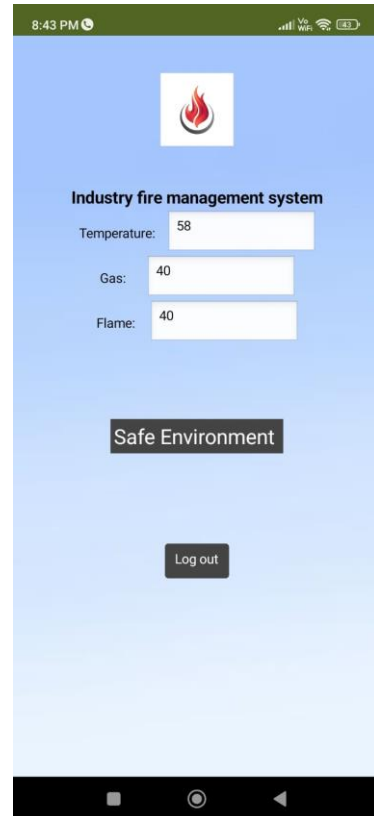 8:43 PM
Vo
WiFi
43
Industry fire management system
Temperature: 58
Gas: 40
Flame: 40
Safe Environment
Log out